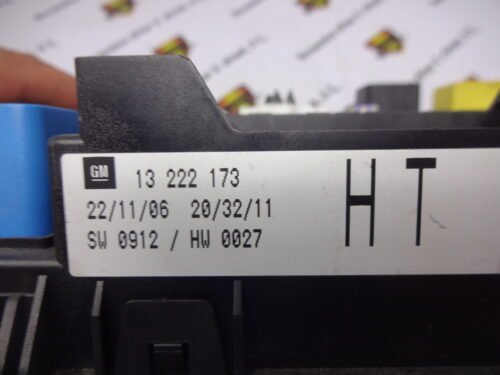 GM 13 222 173
22/11/06 20/32/11
SW 0912 / HW 0027
HT